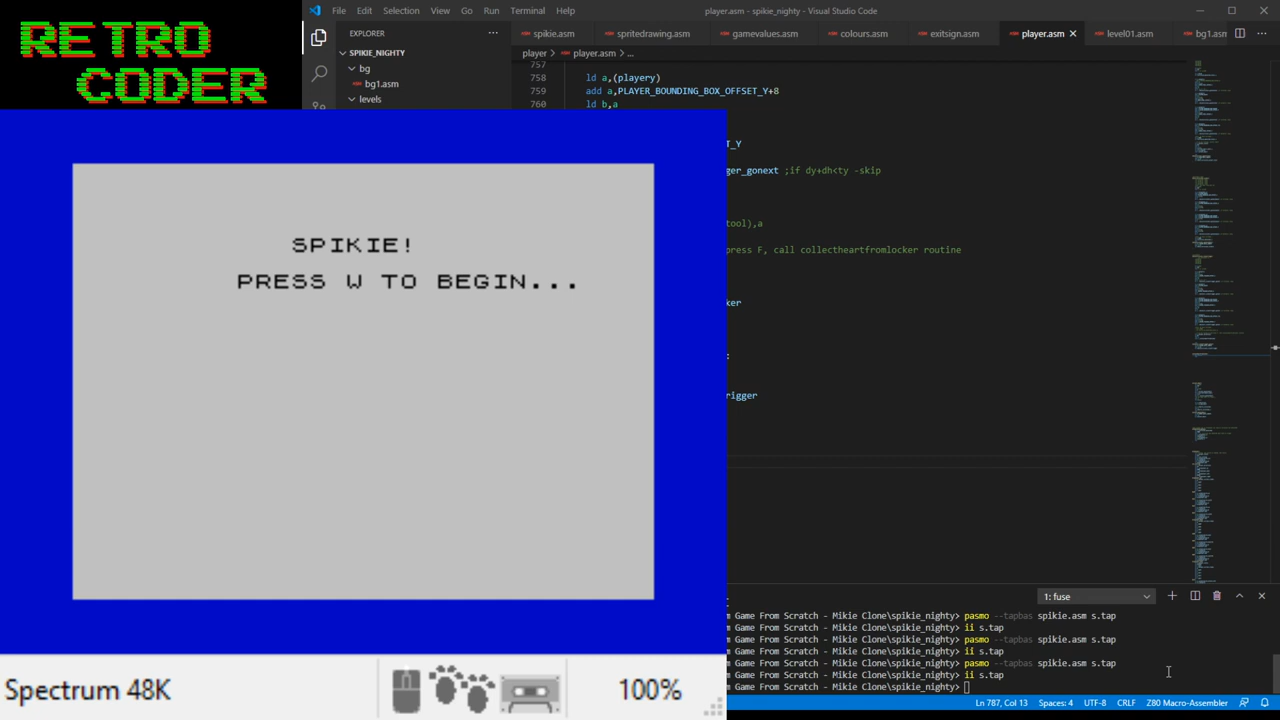 RETRO
CODER
File Edit Selection View Go Run Terminal Help
player.asm - spikie_nighty - Visual Studio Code
EXPLORER
SPIKIE_NIGHTY
bg
bg1.asm
levels
spikie.asm spritedrawing.asm gamevalues.asm colours.asm exitsign.asm player.asm level01.asm bg1.asm
player > player.asm > ...
757
758 ld a,(playery)
759 add a,PLAYER_BOUNDING_BOX_OFFSET_Y+8
760 ld b,a
T_Y
ger_gonext ;if dy+dh<ty -skip
tool),a
press F, call collectheartfromlocker routine
ker
:
rigger
SPIKIE!
PRESS W TO BEGIN...
Spectrum 48K
100%
1: fuse
m Game From Scratch - Mikie Clone\spikie_nighty> pasmo --tapbas spikie.asm s.tap
m Game From Scratch - Mikie Clone\spikie_nighty> ii s.tap
m Game From Scratch - Mikie Clone\spikie_nighty> pasmo --tapbas spikie.asm s.tap
m Game From Scratch - Mikie Clone\spikie_nighty> ii s.tap
m Game From Scratch - Mikie Clone\spikie_nighty> pasmo --tapbas spikie.asm s.tap
m Game From Scratch - Mikie Clone\spikie_nighty> ii s.tap
m Game From Scratch - Mikie Clone\spikie_nighty>
Ln 787, Col 13 Spaces: 4 UTF-8 CRLF Z80 Macro-Assembler